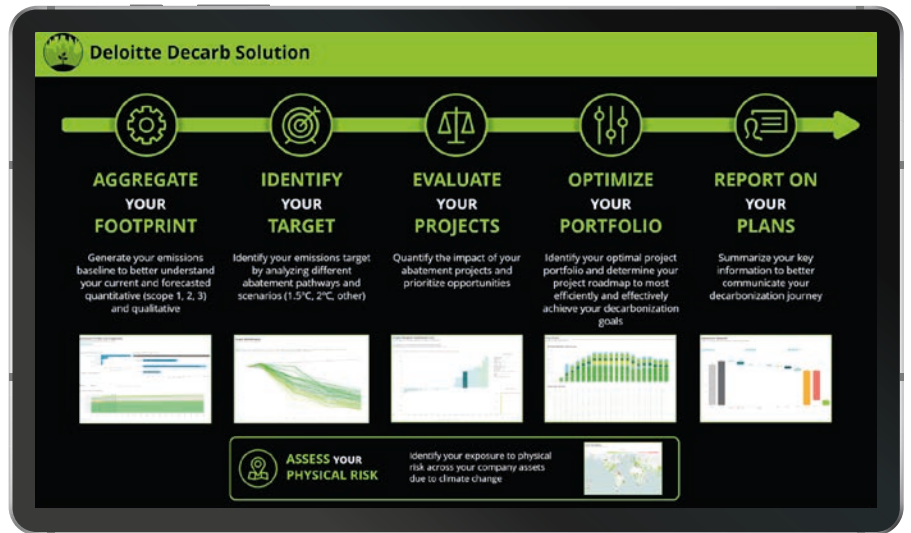 Deloitte Decarb Solution
AGGREGATE
YOUR
FOOTPRINT
Generate your emissions
baseline to better understand
your current and forecasted
quantitative (scope 1, 2, 3)
and qualitative
IDENTIFY
YOUR
TARGET
Identify your emissions target
by analyzing different
abatement pathways and
scenarios (1.5°C, 2°C, other)
EVALUATE
YOUR
PROJECTS
Quantify the impact of your
abatement projects and
prioritize opportunities
OPTIMIZE
YOUR
PORTFOLIO
Identify your optimal project
portfolio and determine your
project roadmap to most
efficiently and effectively
achieve your decarbonization
goals
REPORT ON
YOUR
PLANS
Summarize your key
information to better
communicate your
decarbonization journey
ASSESS YOUR
PHYSICAL RISK
Identify your exposure to physical
risk across your company assets
due to climate change